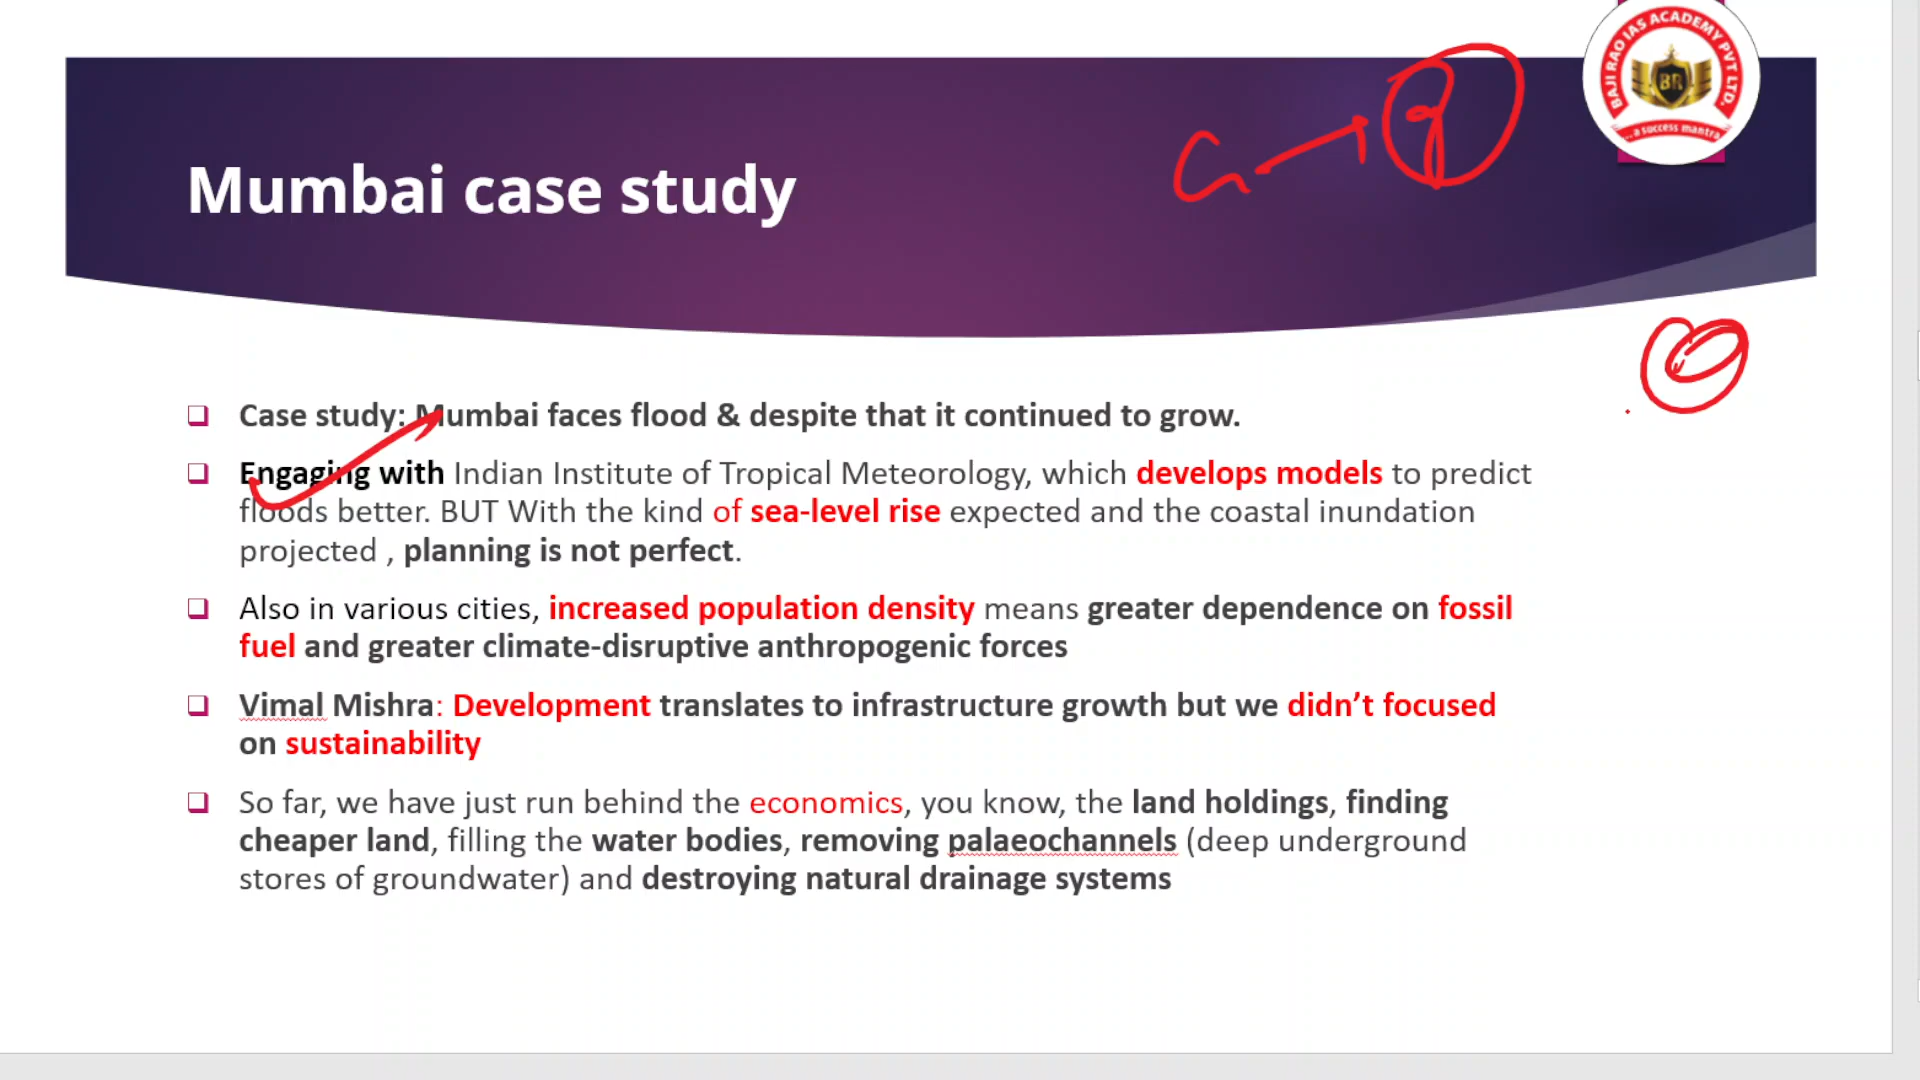 BAJI RAO IAS ACADEMY PVT LTD.
BR
...a success mantra
Mumbai case study
Case study: Mumbai faces flood & despite that it continued to grow.
Engaging with Indian Institute of Tropical Meteorology, which develops models to predict
floods better. BUT With the kind of sea-level rise expected and the coastal inundation
projected , planning is not perfect.
Also in various cities, increased population density means greater dependence on fossil
fuel and greater climate-disruptive anthropogenic forces
Vimal Mishra: Development translates to infrastructure growth but we didn’t focused
on sustainability
So far, we have just run behind the economics, you know, the land holdings, finding
cheaper land, filling the water bodies, removing palaeochannels (deep underground
stores of groundwater) and destroying natural drainage systems